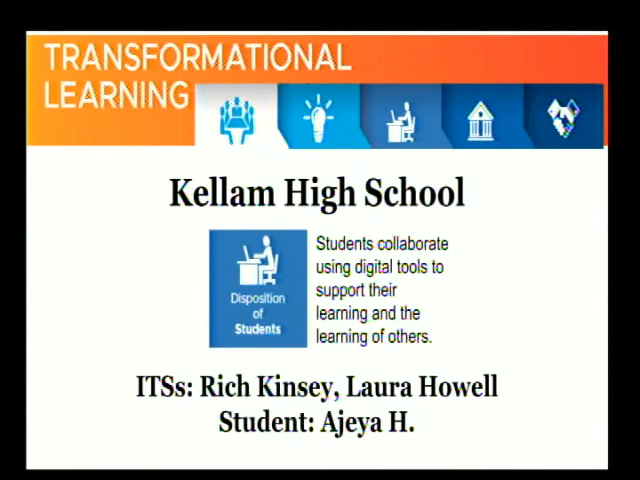 TRANSFORMATIONAL
LEARNING
Kellam High School
Disposition
of
Students
Students collaborate
using digital tools to
support their
learning and the
learning of others.
ITSs: Rich Kinsey, Laura Howell
Student: Ajeya H.